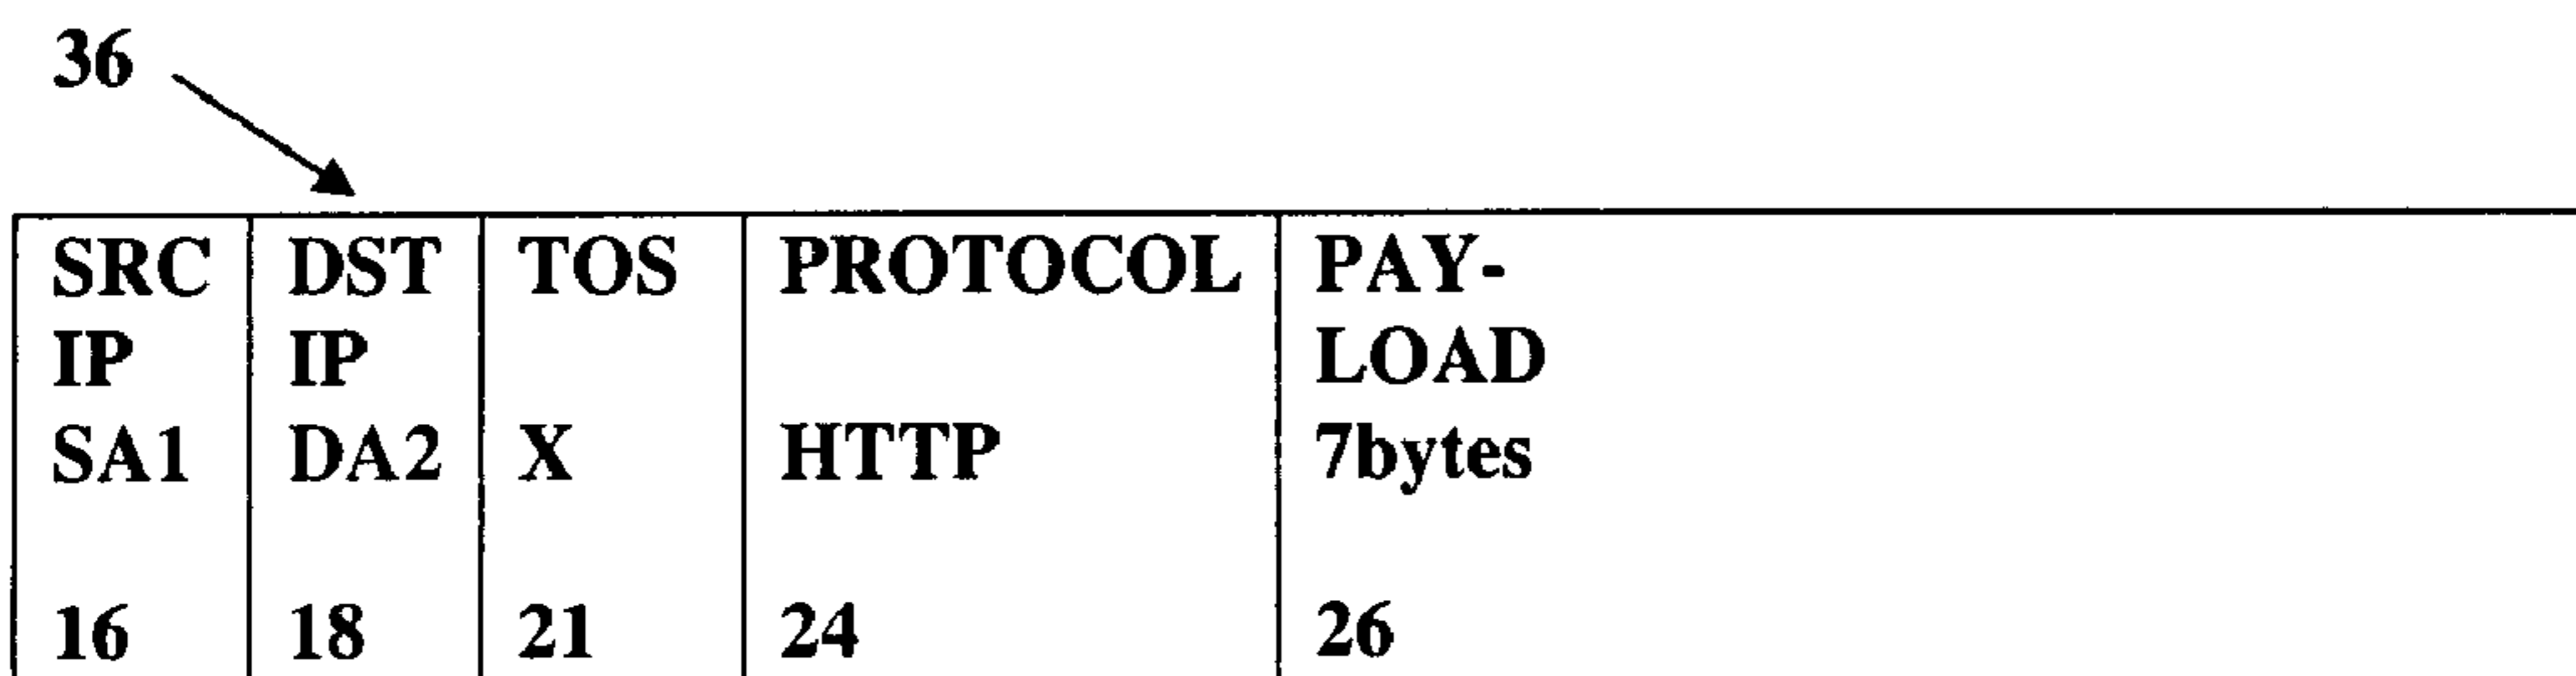 36
SRC DST TOS PROTOCOL PAY-
IP IP LOAD
SA1 DA2 X HTTP 7bytes
16 18 21 24 26